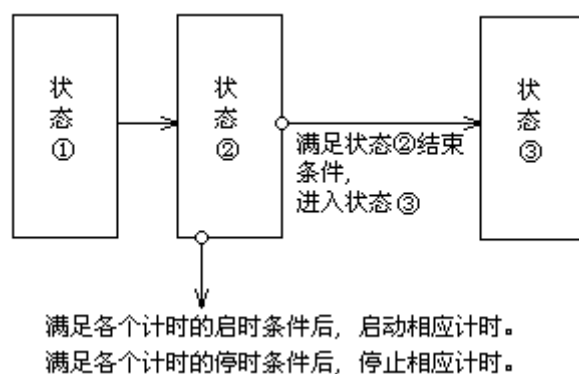 状态①
状态②
状态③
满足状态②结束
条件,
进入状态③
满足各个计时的启时条件后, 启动相应计时。
满足各个计时的停时条件后, 停止相应计时。